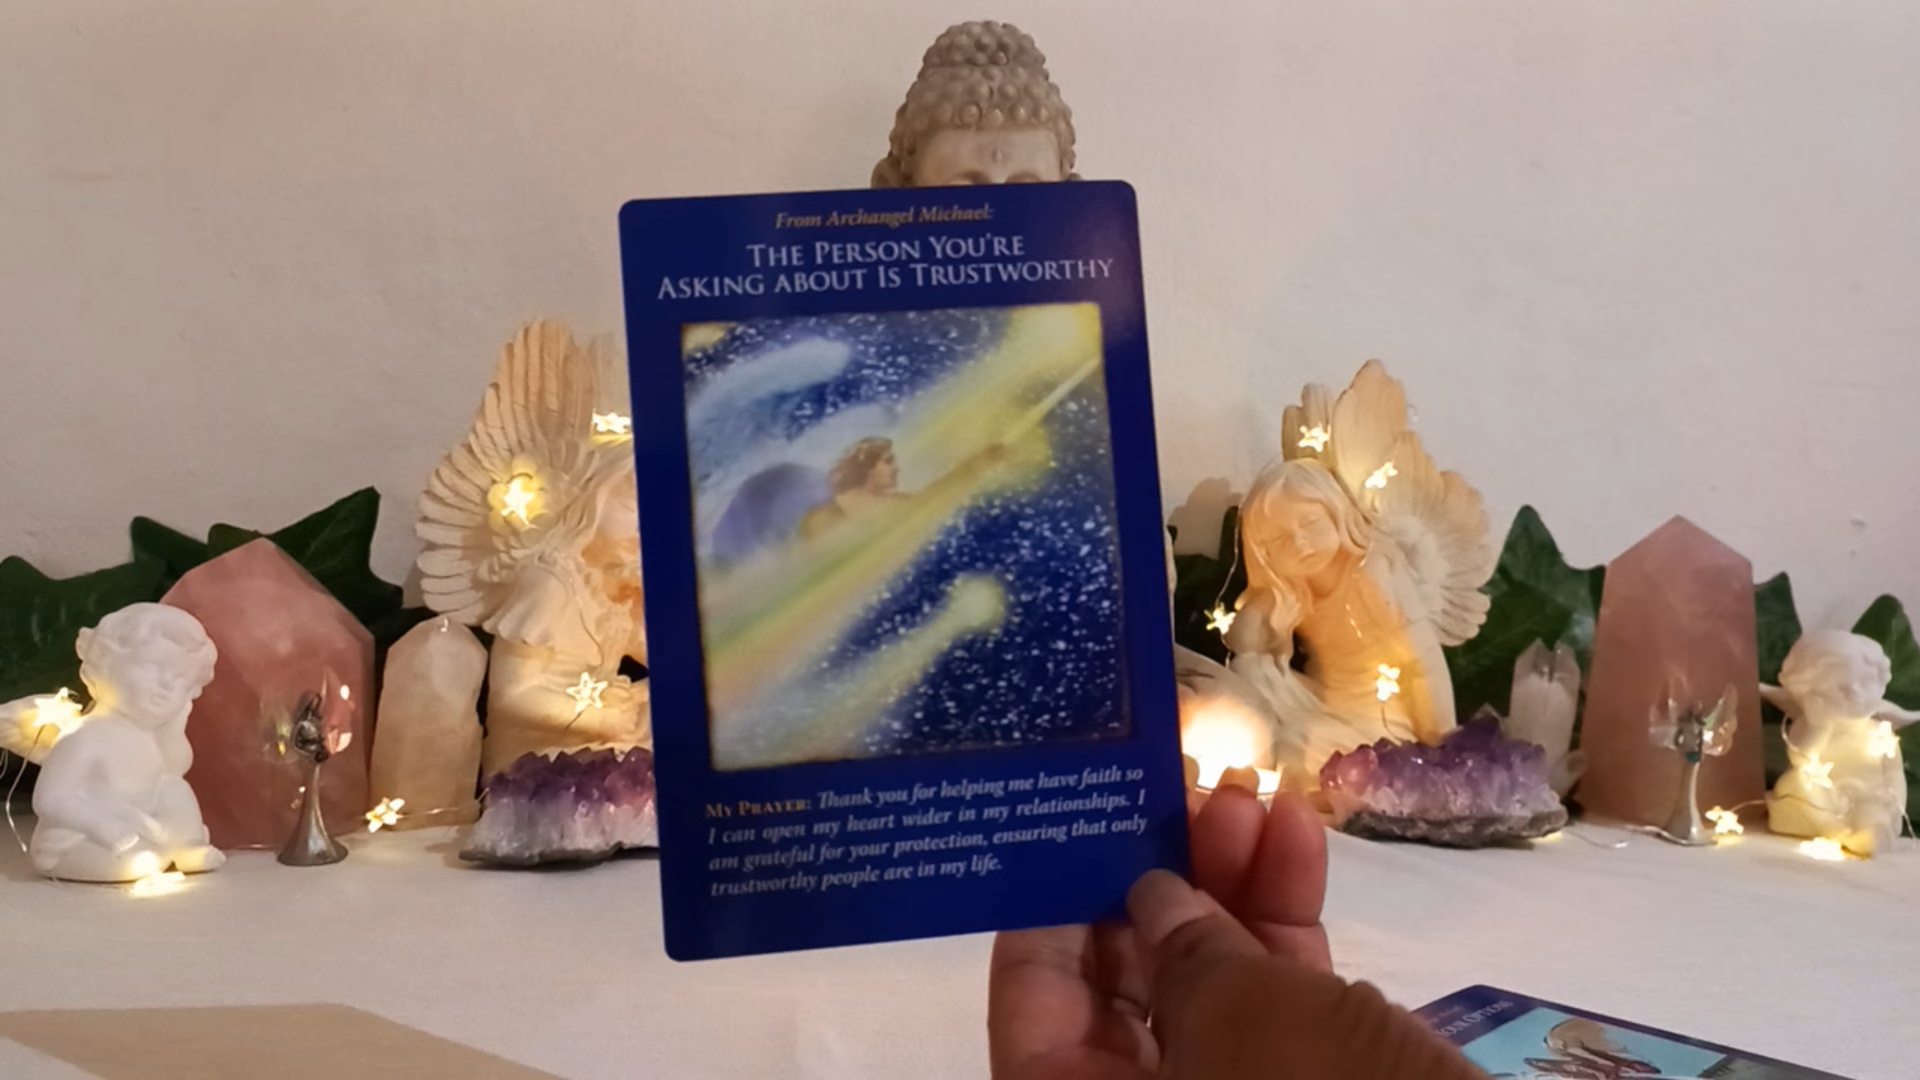 From Archangel Michael:
THE PERSON YOU'RE
ASKING ABOUT IS TRUSTWORTHY
MY PRAYER: Thank you for helping me have faith so
I can open my heart wider in my relationships. I
am grateful for your protection, ensuring that only
trustworthy people are in my life.
OPTIONS